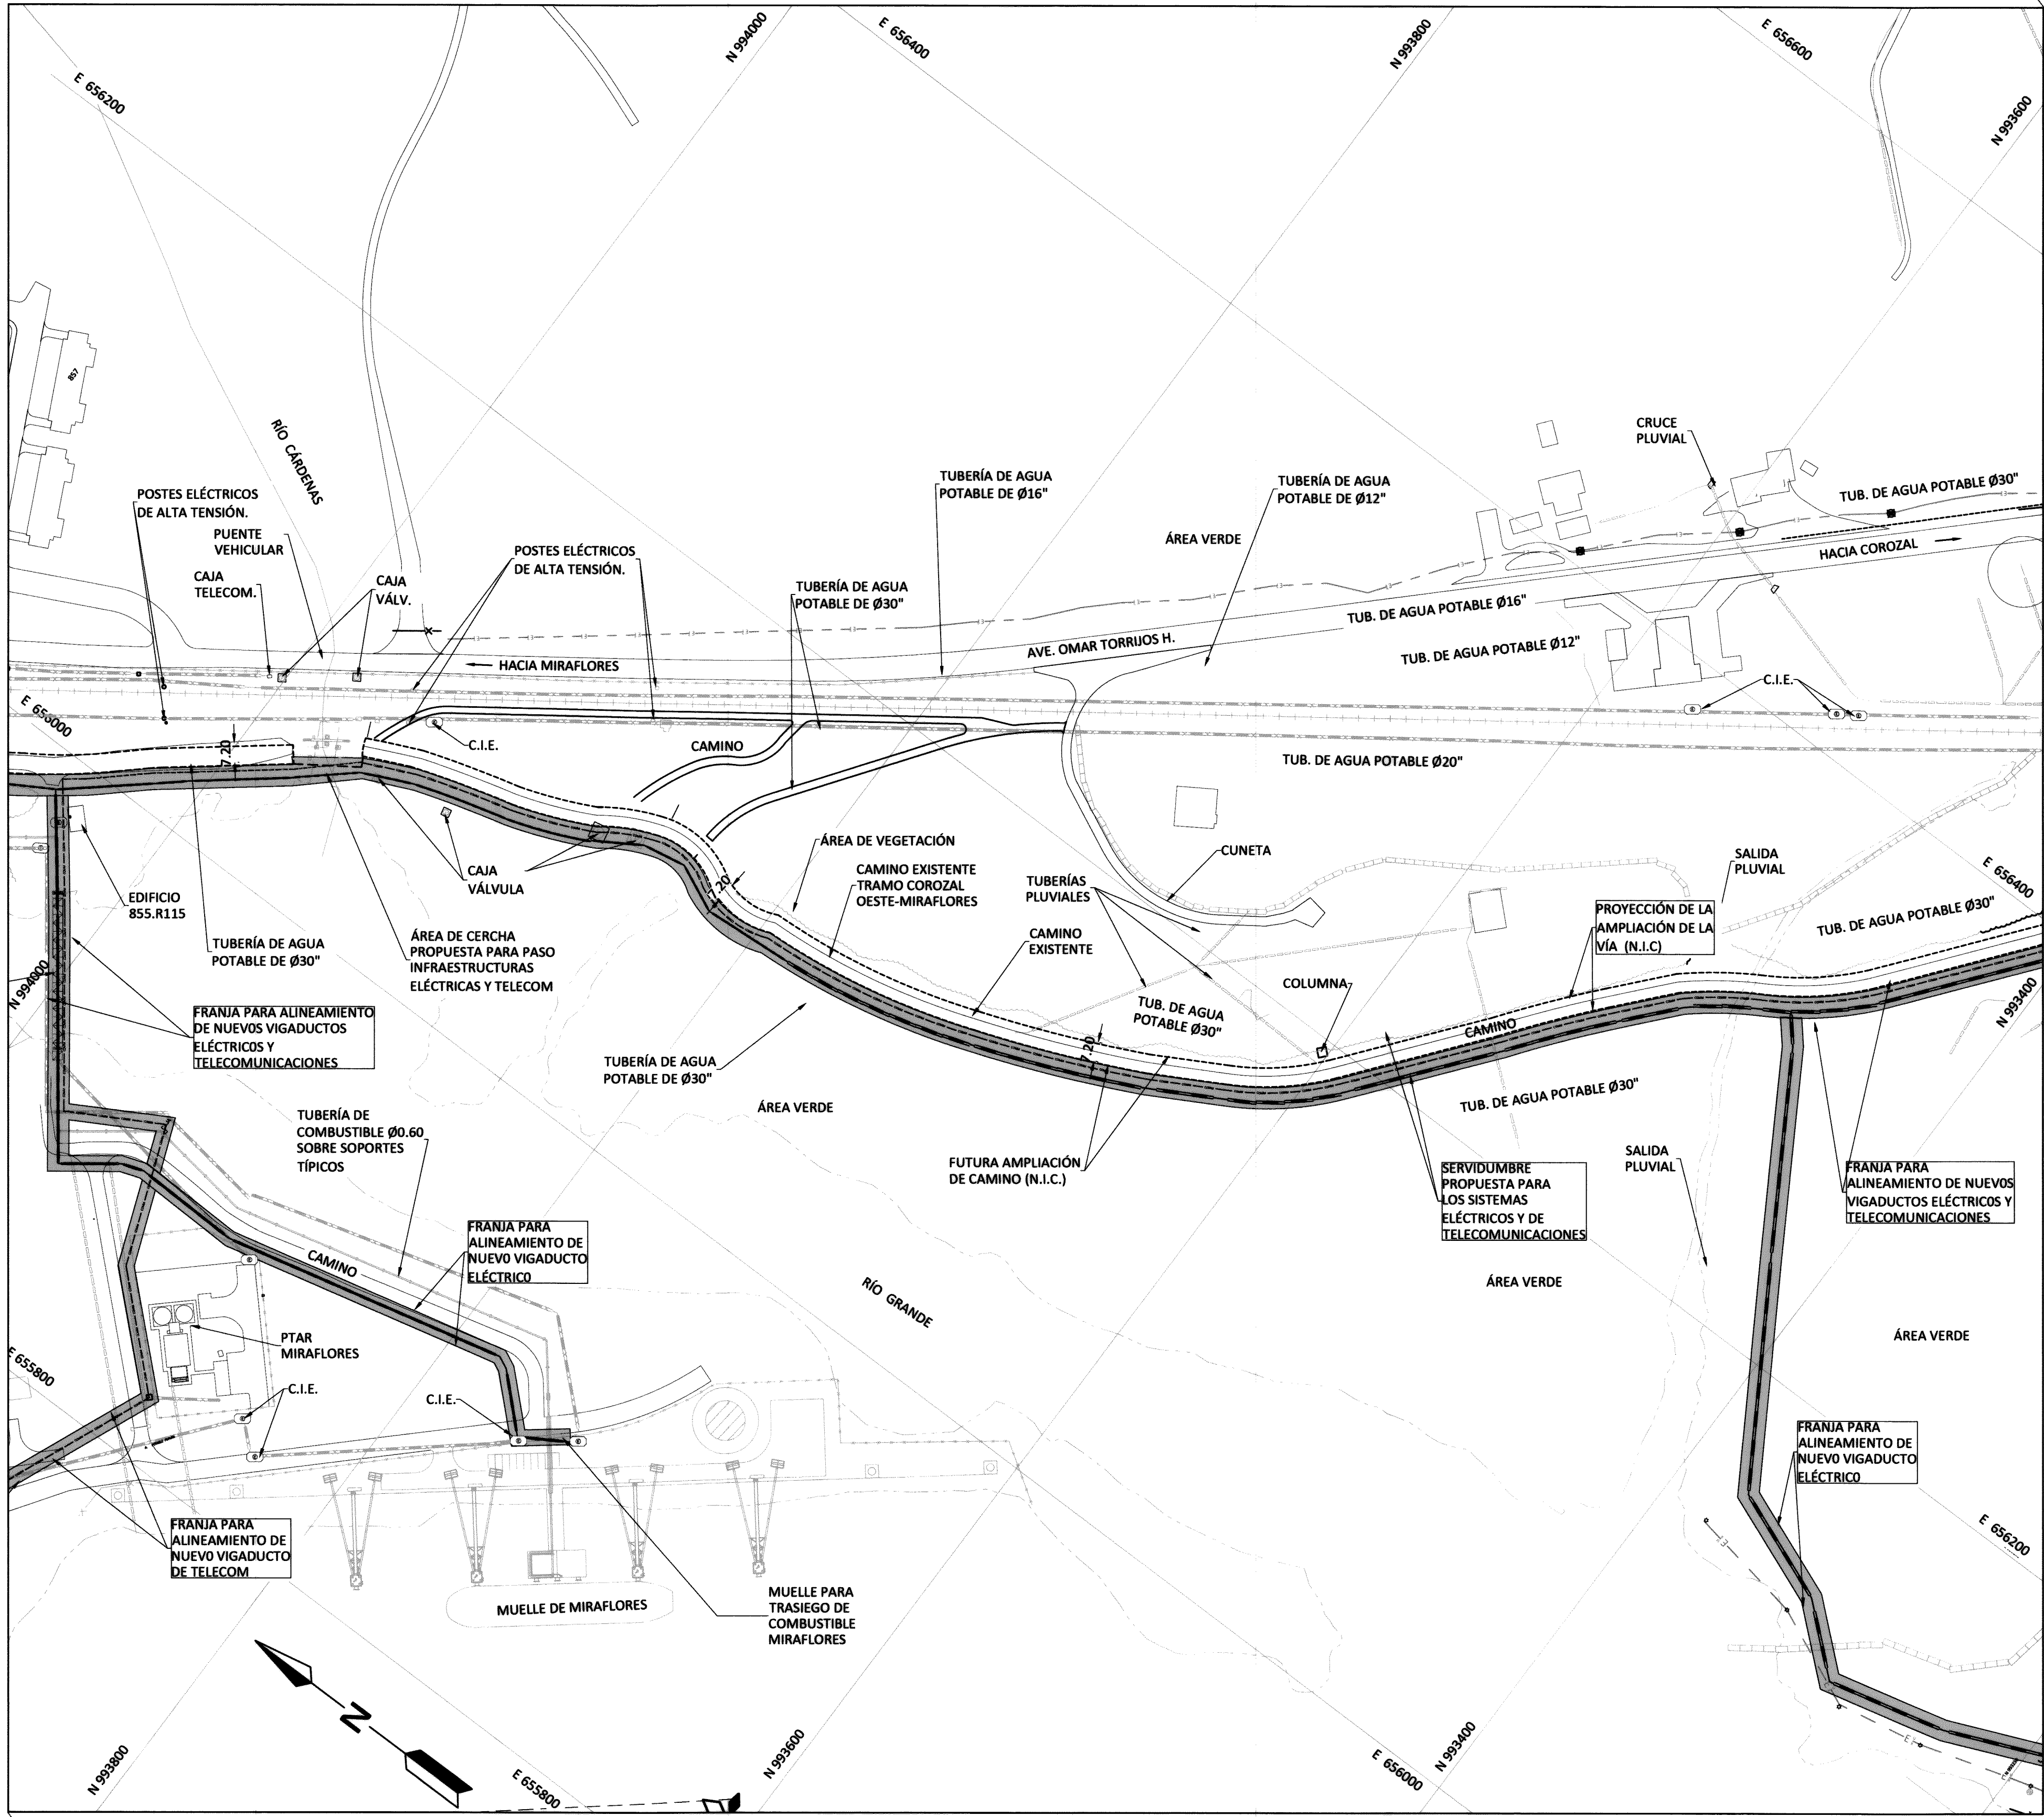 N 994000
E 656400
N 993800
E 656600
E 656200
N 993600
857
RÍO CÁRDENAS
CRUCE
PLUVIAL
TUBERÍA DE AGUA
POTABLE DE Ø16"
TUBERÍA DE AGUA
POTABLE DE Ø12"
TUB. DE AGUA POTABLE Ø30"
POSTES ELÉCTRICOS
DE ALTA TENSIÓN.
PUENTE
VEHICULAR
POSTES ELÉCTRICOS
DE ALTA TENSIÓN.
ÁREA VERDE
HACIA COROZAL
CAJA
TELECOM.
CAJA
VÁLV.
TUBERÍA DE AGUA
POTABLE DE Ø30"
TUB. DE AGUA POTABLE Ø16"
AVE. OMAR TORRIJOS H.
TUB. DE AGUA POTABLE Ø12"
HACIA MIRAFLORES
C.I.E.
E 656000
7.20
C.I.E.
CAMINO
TUB. DE AGUA POTABLE Ø20"
ÁREA DE VEGETACIÓN
CUNETA
SALIDA
PLUVIAL
E 656400
CAJA
VÁLVULA
7.20
CAMINO EXISTENTE
TRAMO COROZAL
OESTE-MIRAFLORES
TUBERÍAS
PLUVIALES
EDIFICIO
855.R115
PROYECCIÓN DE LA
AMPLIACIÓN DE LA
VÍA (N.I.C)
TUB. DE AGUA POTABLE Ø30"
TUBERÍA DE AGUA
POTABLE DE Ø30"
ÁREA DE CERCHA
PROPUESTA PARA PASO
INFRAESTRUCTURAS
ELÉCTRICAS Y TELECOM
CAMINO
EXISTENTE
N 994000
COLUMNA
N 993400
FRANJA PARA ALINEAMIENTO
DE NUEVOS VIGADUCTOS
ELÉCTRICOS Y
TELECOMUNICACIONES
TUB. DE AGUA
POTABLE Ø30"
CAMINO
7.20
TUBERÍA DE AGUA
POTABLE DE Ø30"
TUB. DE AGUA POTABLE Ø30"
ÁREA VERDE
TUBERÍA DE
COMBUSTIBLE Ø0.60
SOBRE SOPORTES
TÍPICOS
FUTURA AMPLIACIÓN
DE CAMINO (N.I.C.)
SERVIDUMBRE
PROPUESTA PARA
LOS SISTEMAS
ELÉCTRICOS Y DE
TELECOMUNICACIONES
SALIDA
PLUVIAL
FRANJA PARA
ALINEAMIENTO DE NUEVOS
VIGADUCTOS ELÉCTRICOS Y
TELECOMUNICACIONES
FRANJA PARA
ALINEAMIENTO DE
NUEVO VIGADUCTO
ELÉCTRICO
CAMINO
RÍO GRANDE
ÁREA VERDE
ÁREA VERDE
PTAR
MIRAFLORES
E 655800
C.I.E.
C.I.E.
FRANJA PARA
ALINEAMIENTO DE
NUEVO VIGADUCTO
ELÉCTRICO
FRANJA PARA
ALINEAMIENTO DE
NUEVO VIGADUCTO
DE TELECOM
E 656200
MUELLE DE MIRAFLORES
MUELLE PARA
TRASIEGO DE
COMBUSTIBLE
MIRAFLORES
N
N 993800
E 655800
N 993600
E 656000
N 993400